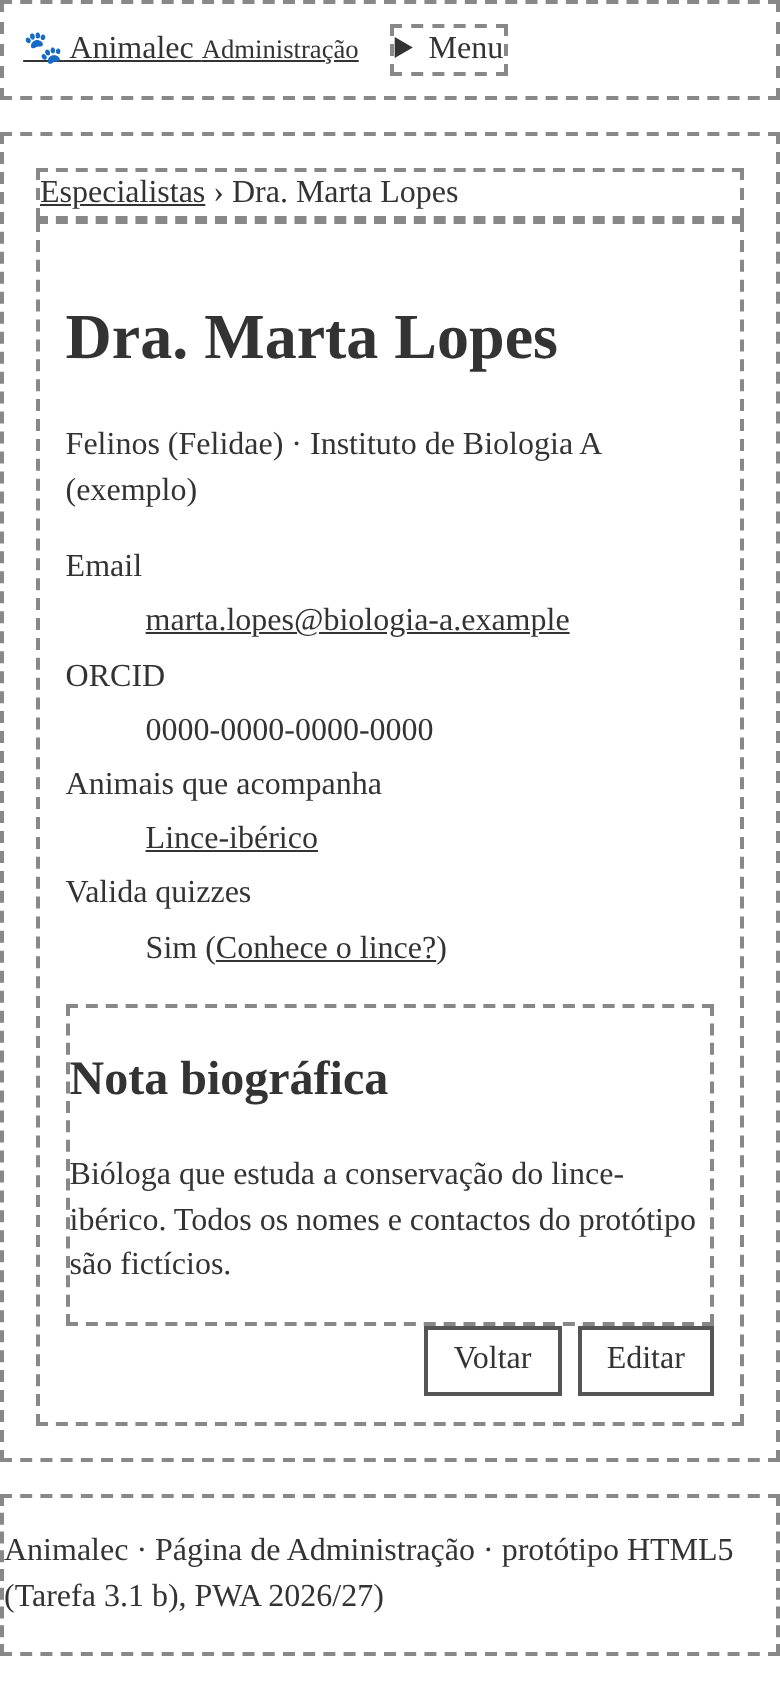 🐾 Animalec Administração ▶ Menu
Especialistas › Dra. Marta Lopes
Dra. Marta Lopes
Felinos (Felidae) · Instituto de Biologia A
(exemplo)
Email
marta.lopes@biologia-a.example
ORCID
0000-0000-0000-0000
Animais que acompanha
Lince-ibérico
Valida quizzes
Sim (Conhece o lince?)
Nota biográfica
Bióloga que estuda a conservação do lince-
ibérico. Todos os nomes e contactos do protótipo
são fictícios.
Voltar Editar
Animalec · Página de Administração · protótipo HTML5
(Tarefa 3.1 b), PWA 2026/27)